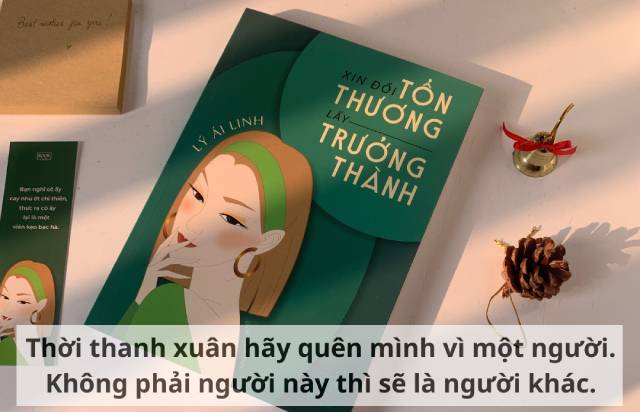 Best wishes for you!
XIN ĐỔI TỔN
THƯƠNG
LẤY
TRƯỞNG
THÀNH
LÝ ÁI LINH
BOOK
Bạn nghĩ cô ấy
cay như ớt chỉ thiên,
thực ra cô ấy
lại là một
viên kẹo bạc hà.
Thời thanh xuân hãy quên mình vì một người.
Không phải người này thì sẽ là người khác.